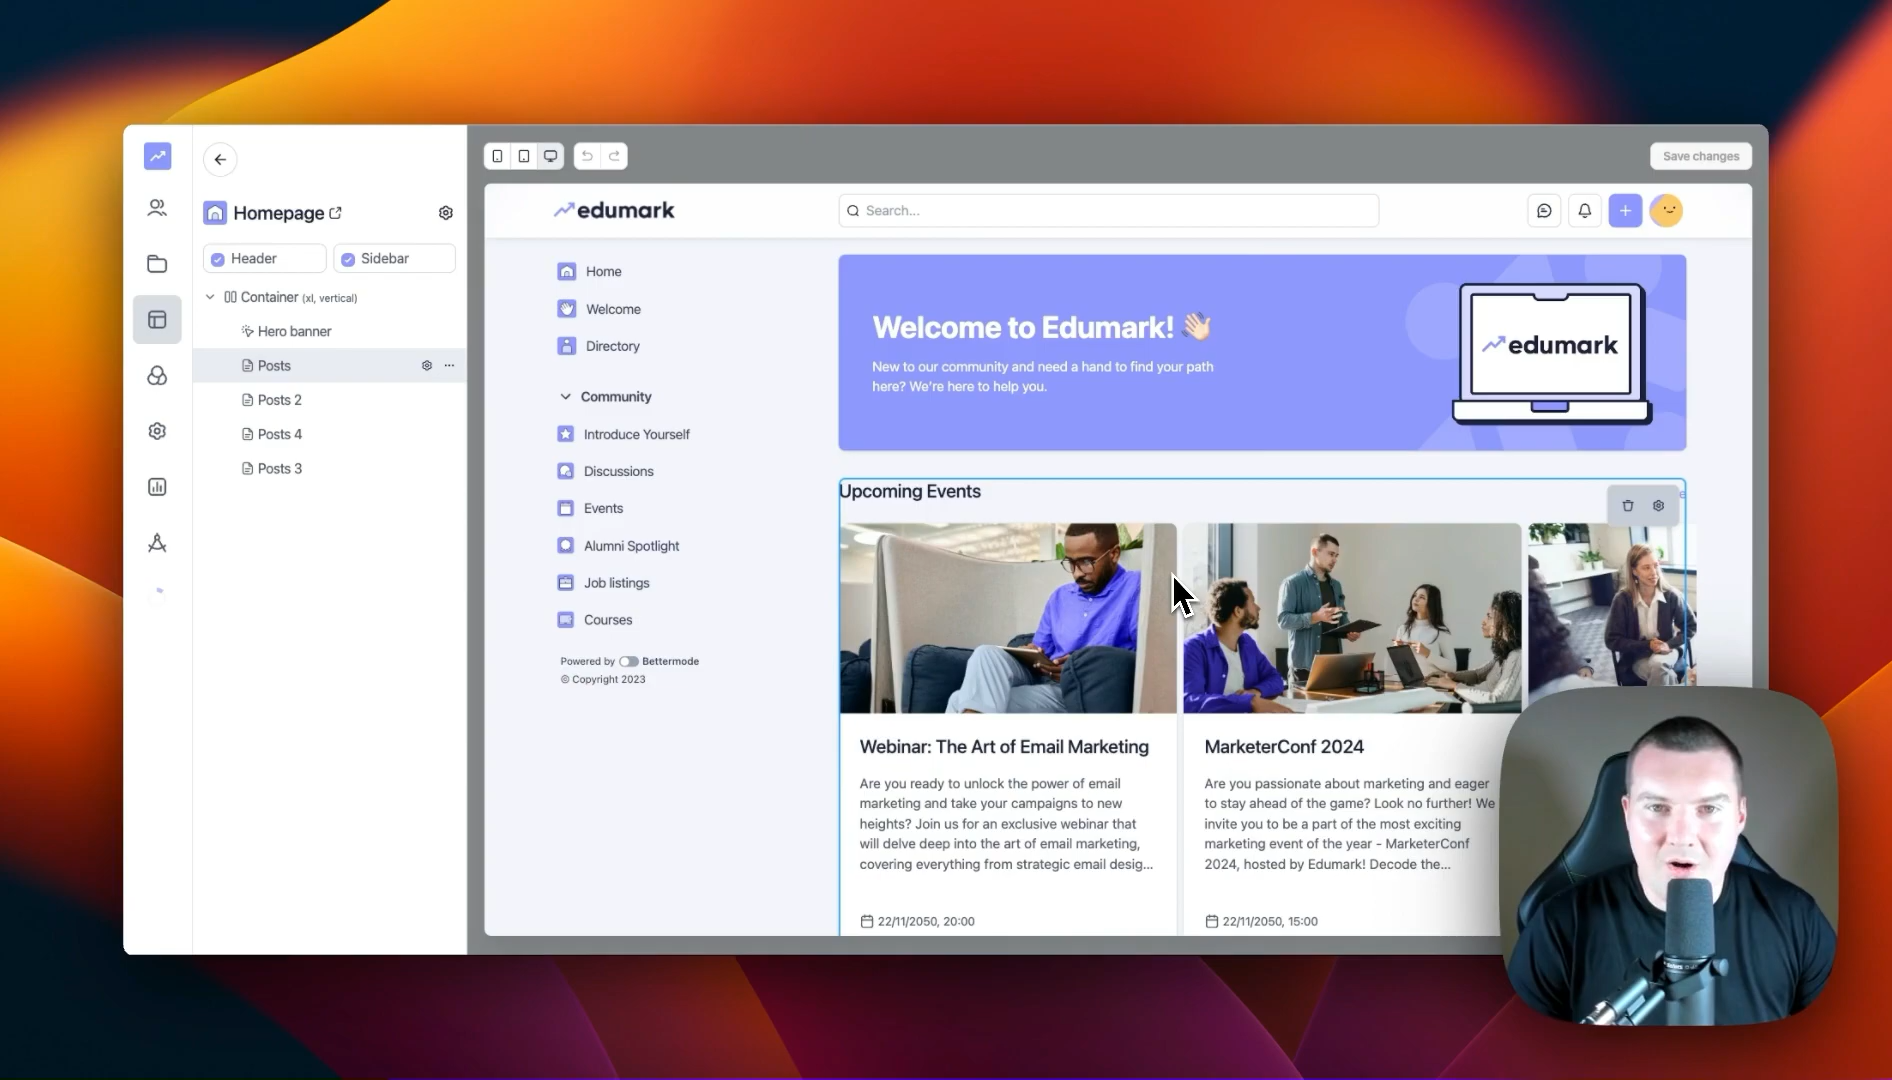 Save changes
Homepage
Header
Sidebar
Container (xl, vertical)
Hero banner
Posts
Posts 2
Posts 4
Posts 3
edumark
Search...
Home
Welcome
Directory
Community
Introduce Yourself
Discussions
Events
Alumni Spotlight
Job listings
Courses
Powered by Bettermode
© Copyright 2023
Welcome to Edumark! 👋🏻
New to our community and need a hand to find your path
here? We're here to help you.
edumark
Upcoming Events
Webinar: The Art of Email Marketing
Are you ready to unlock the power of email
marketing and take your campaigns to new
heights? Join us for an exclusive webinar that
will delve deep into the art of email marketing,
covering everything from strategic email desig...
22/11/2050, 20:00
MarketerConf 2024
Are you passionate about marketing and eager
to stay ahead of the game? Look no further! We
invite you to be a part of the most exciting
marketing event of the year - MarketerConf
2024, hosted by Edumark! Decode the...
22/11/2050, 15:00